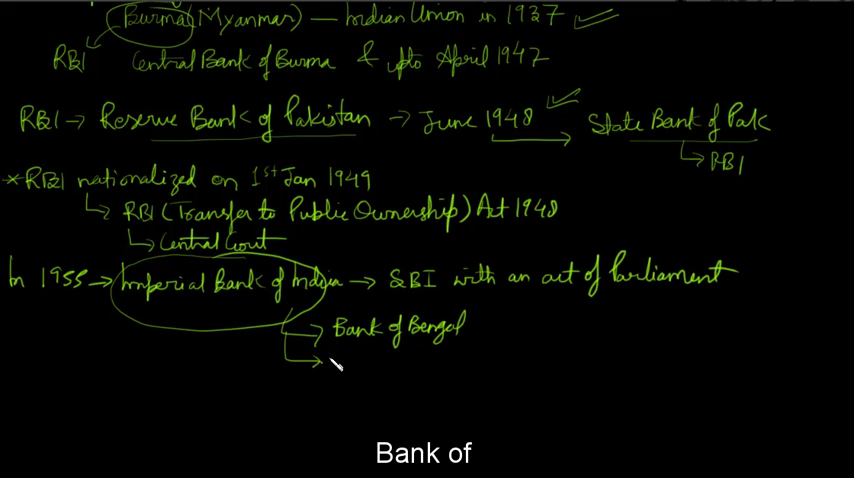 Burma (Myanmar) — Indian Union in 1937
RBI Central Bank of Burma & upto April 1947
RBI → Reserve Bank of Pakistan → June 1948 → State Bank of Pak
→ RBI
*RBI nationalized on 1st Jan 1949
→ RBI (Transfer to Public Ownership) Act 1948
→ Central Govt
In 1955 → Imperial Bank of India → SBI with an act of Parliament
→ Bank of Bengal
→
Bank of